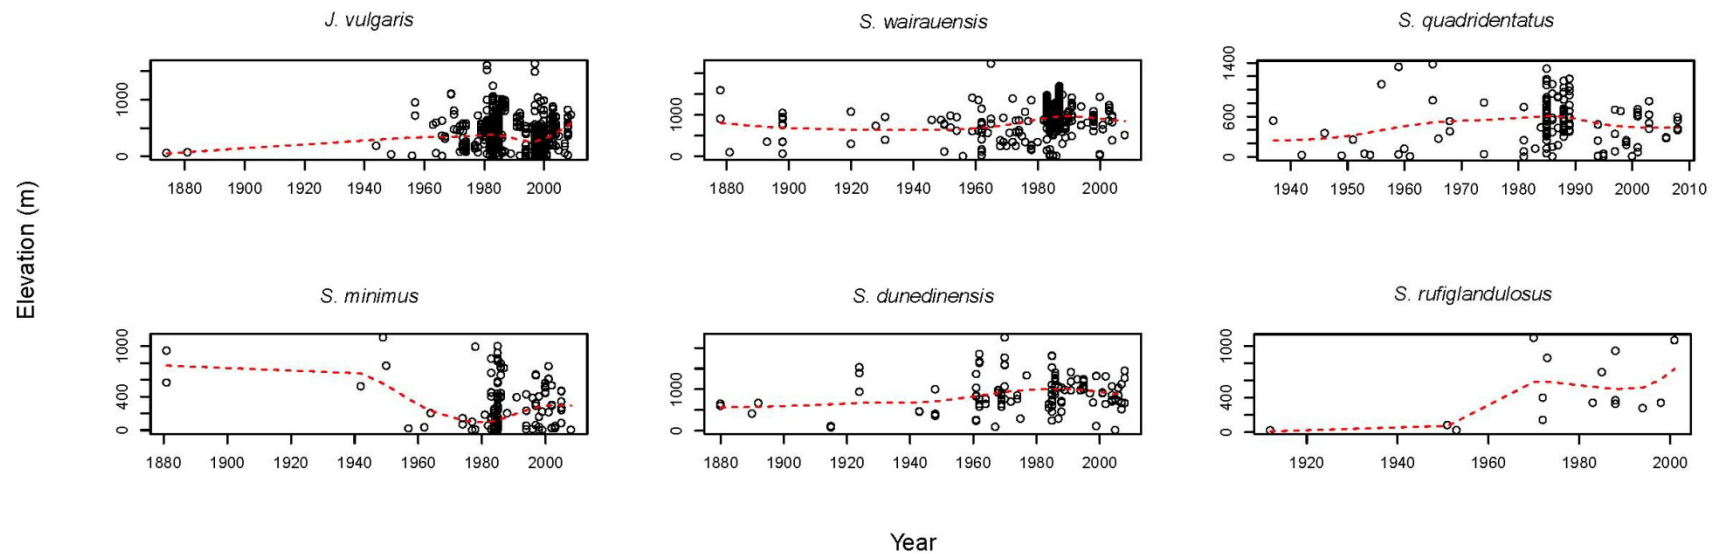 J. vulgaris
S. wairauensis
S. quadridentatus
Elevation (m)
0 1000
1880 1900 1920 1940 1960 1980 2000
0 1000
1880 1900 1920 1940 1960 1980 2000
0 600 1400
1940 1950 1960 1970 1980 1990 2000 2010
S. minimus
S. dunedinensis
S. rufiglandulosus
0 400 1000
1880 1900 1920 1940 1960 1980 2000
0 1000
1880 1900 1920 1940 1960 1980 2000
0 400 1000
1920 1940 1960 1980 2000
Year